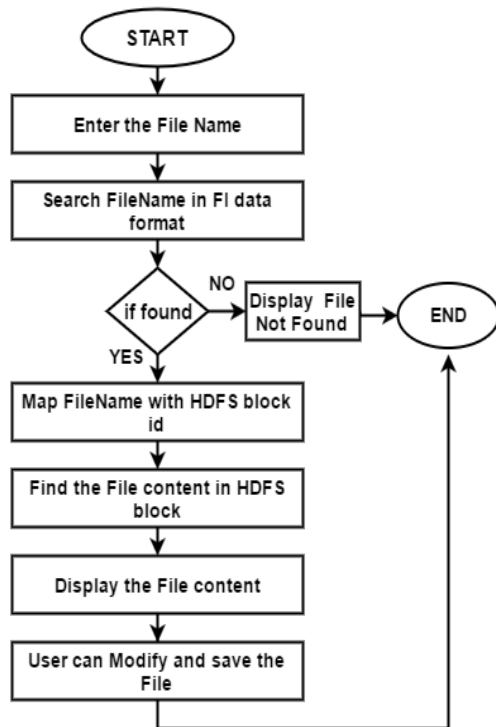 START
Enter the File Name
Search FileName in FI data
format
if found
NO
Display File
Not Found
END
YES
Map FileName with HDFS block
id
Find the File content in HDFS
block
Display the File content
User can Modify and save the
File